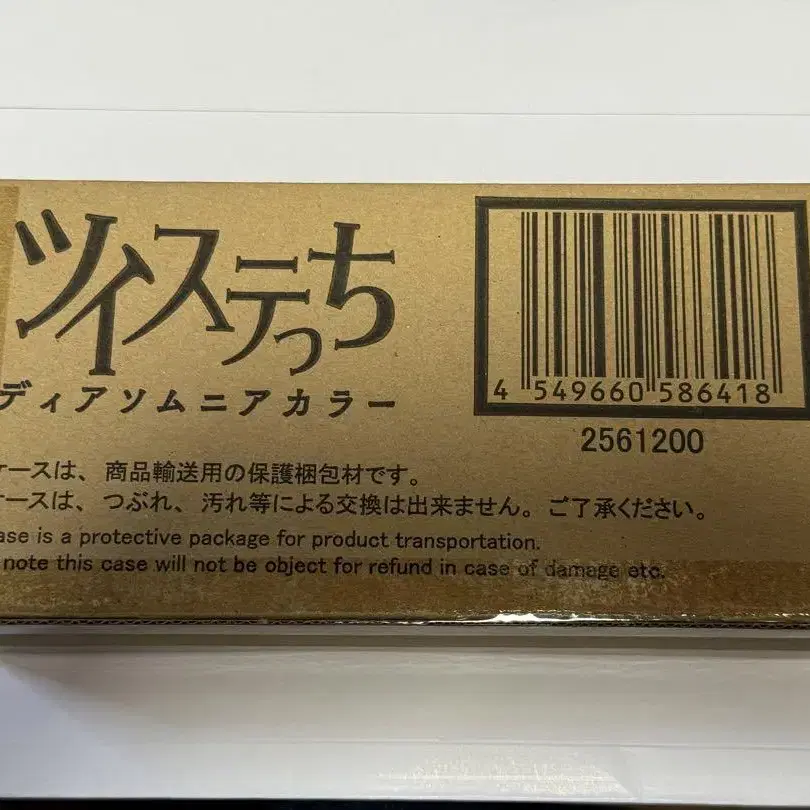 ツイステっち
ディアソムニアカラー
4 549660 586418
2561200
ースは、商品輸送用の保護梱包材です。
ケースは、つぶれ、汚れ等による交換は出来ません。ご了承ください。
ase is a protective package for product transportation.
note this case will not be object for refund in case of damage etc.